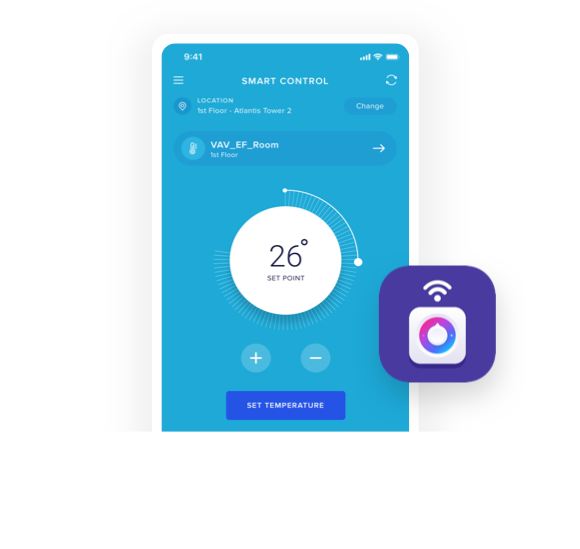 9:41
SMART CONTROL
LOCATION
1st Floor - Atlantis Tower 2
Change
VAV_EF_Room
1st Floor
26°
SET POINT
+ −
SET TEMPERATURE